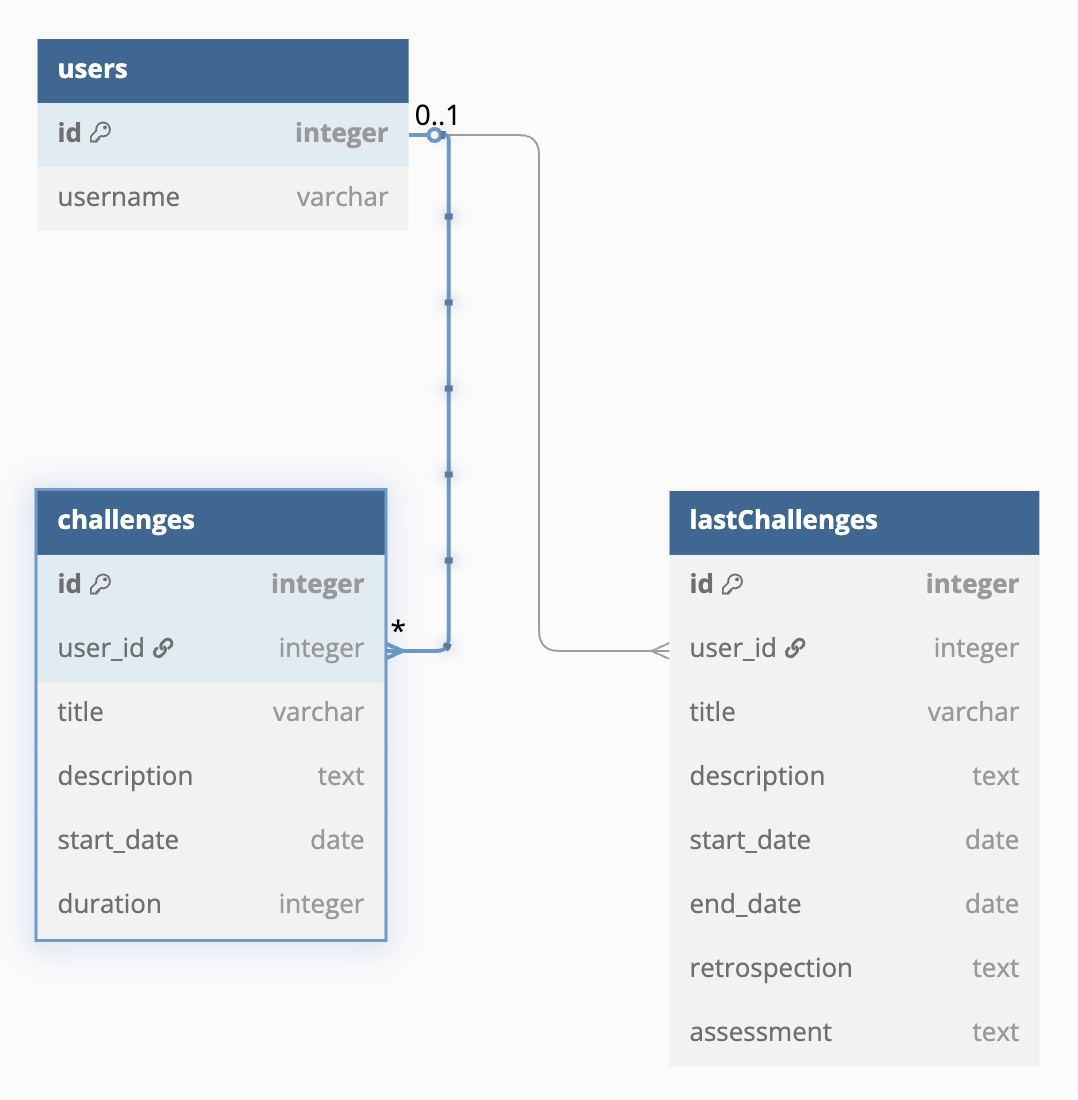 users
id integer
0..1
username varchar
challenges
id integer
user_id integer
*
title varchar
description text
start_date date
duration integer
lastChallenges
id integer
user_id integer
title varchar
description text
start_date date
end_date date
retrospection text
assessment text